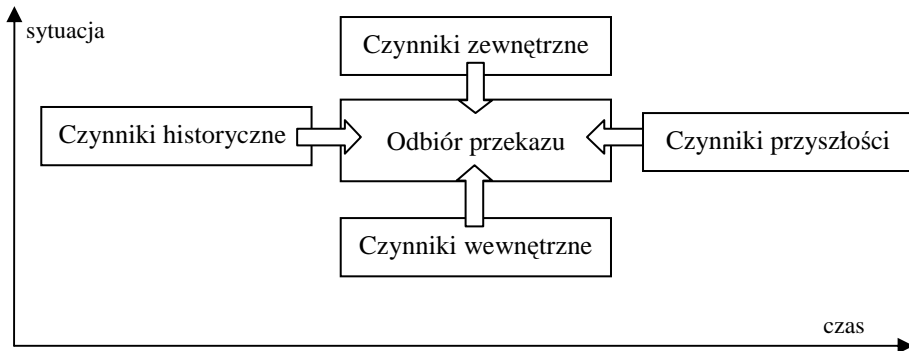 sytuacja
Czynniki zewnętrzne
Czynniki historyczne
Odbiór przekazu
Czynniki przyszłości
Czynniki wewnętrzne
czas